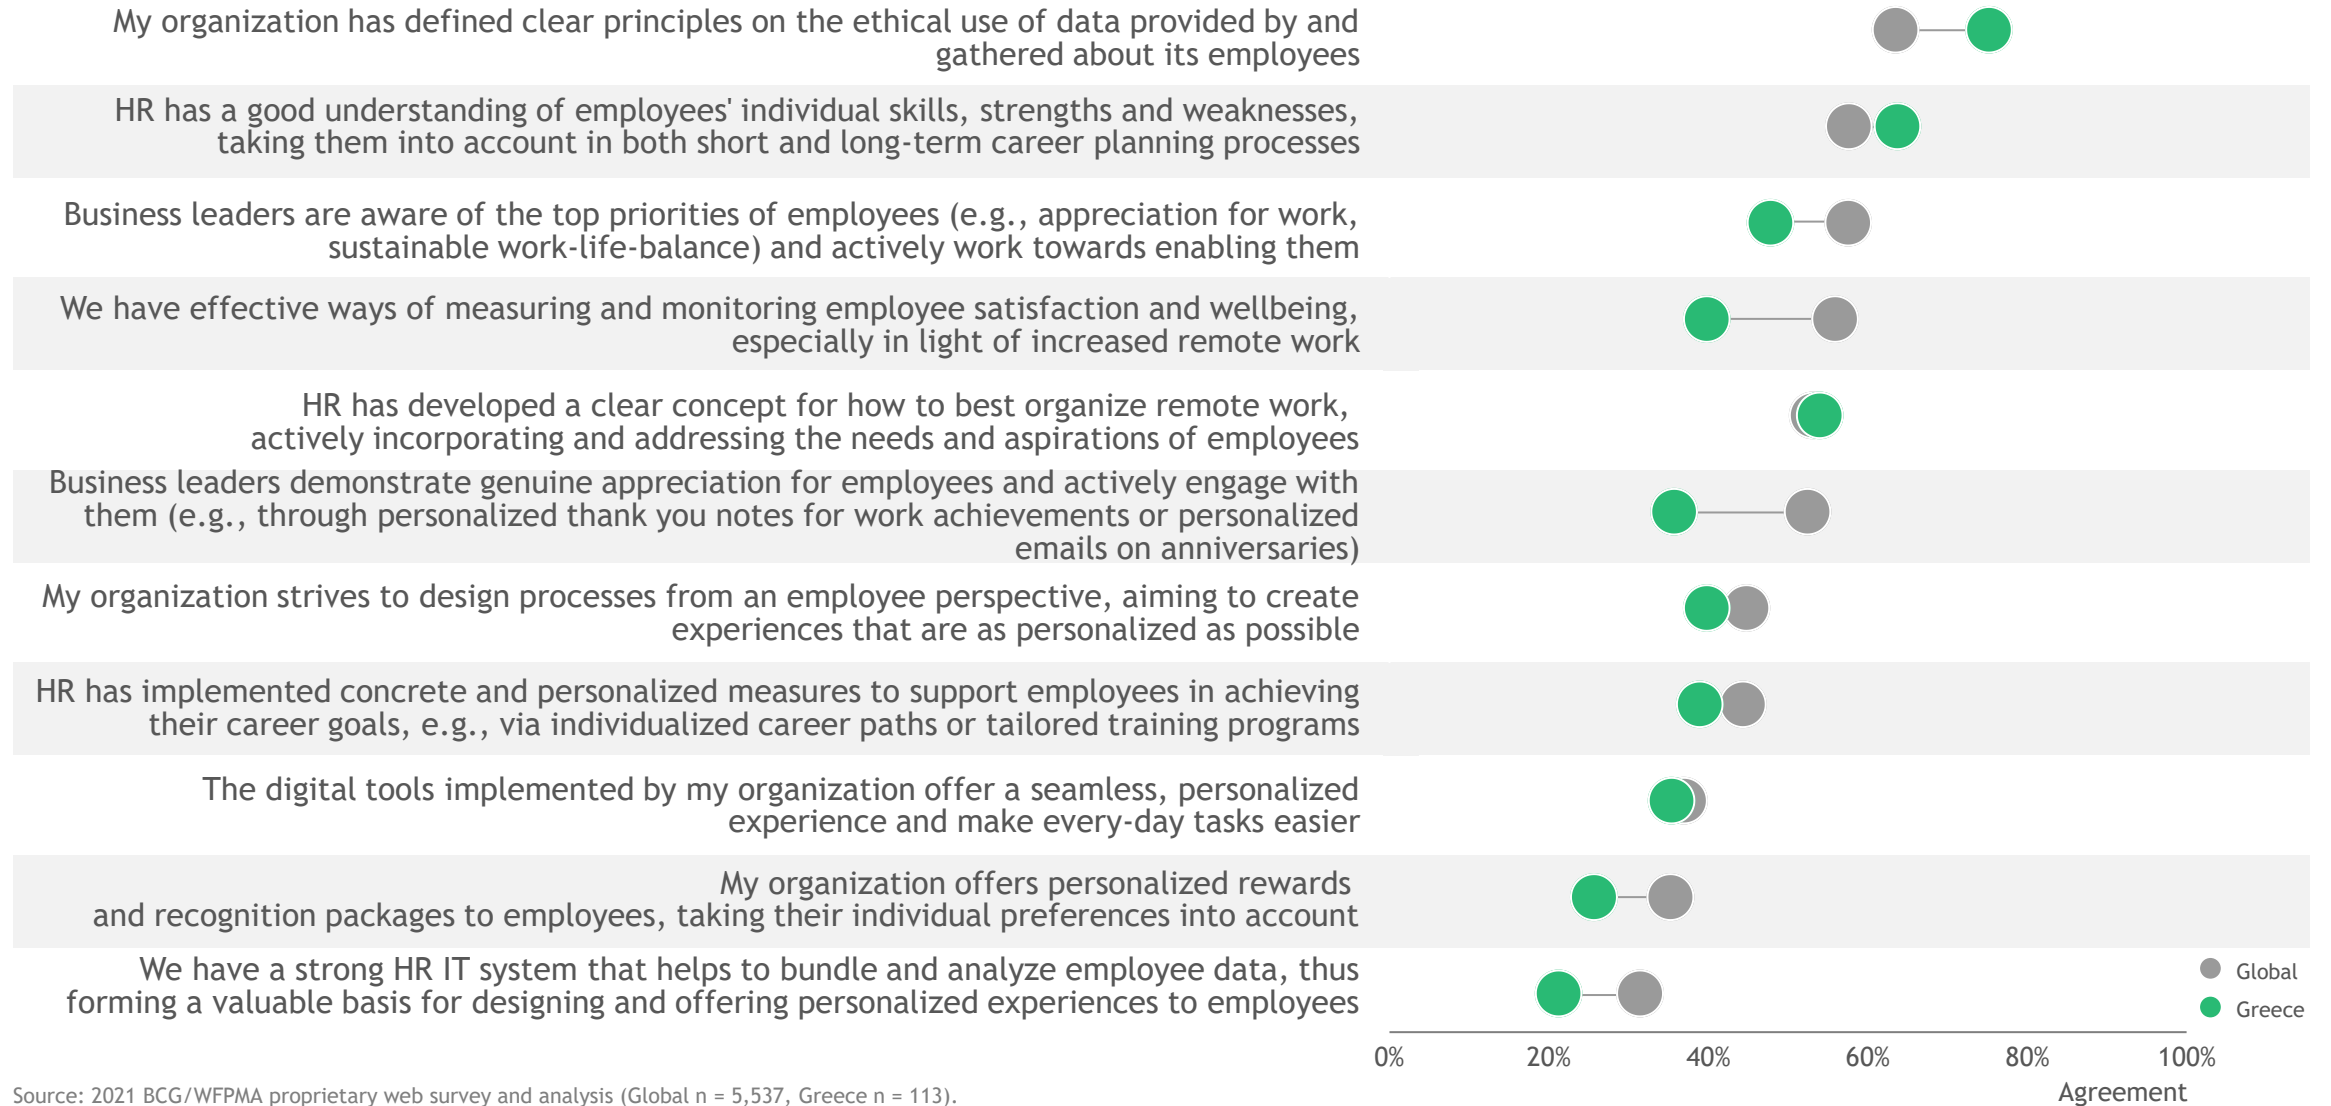 My organization has defined clear principles on the ethical use of data provided by and
gathered about its employees
HR has a good understanding of employees' individual skills, strengths and weaknesses,
taking them into account in both short and long-term career planning processes
Business leaders are aware of the top priorities of employees (e.g., appreciation for work,
sustainable work-life-balance) and actively work towards enabling them
We have effective ways of measuring and monitoring employee satisfaction and wellbeing,
especially in light of increased remote work
HR has developed a clear concept for how to best organize remote work,
actively incorporating and addressing the needs and aspirations of employees
Business leaders demonstrate genuine appreciation for employees and actively engage with
them (e.g., through personalized thank you notes for work achievements or personalized
emails on anniversaries)
My organization strives to design processes from an employee perspective, aiming to create
experiences that are as personalized as possible
HR has implemented concrete and personalized measures to support employees in achieving
their career goals, e.g., via individualized career paths or tailored training programs
The digital tools implemented by my organization offer a seamless, personalized
experience and make every-day tasks easier
My organization offers personalized rewards
and recognition packages to employees, taking their individual preferences into account
We have a strong HR IT system that helps to bundle and analyze employee data, thus
forming a valuable basis for designing and offering personalized experiences to employees
Global
Greece
0% 20% 40% 60% 80% 100%
Agreement
Source: 2021 BCG/WFPMA proprietary web survey and analysis (Global n = 5,537, Greece n = 113).